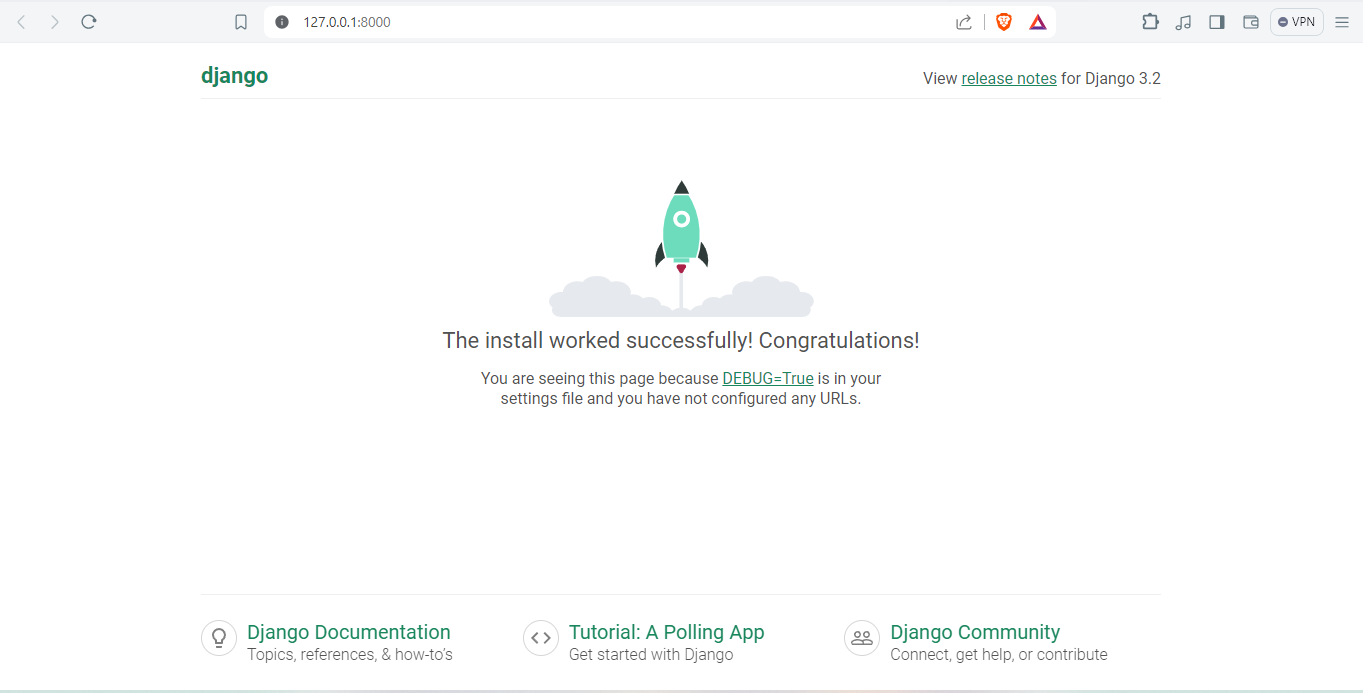 127.0.0.1:8000
VPN
django
View release notes for Django 3.2
The install worked successfully! Congratulations!
You are seeing this page because DEBUG=True is in your
settings file and you have not configured any URLs.
Django Documentation
Topics, references, & how-to’s
Tutorial: A Polling App
Get started with Django
Django Community
Connect, get help, or contribute